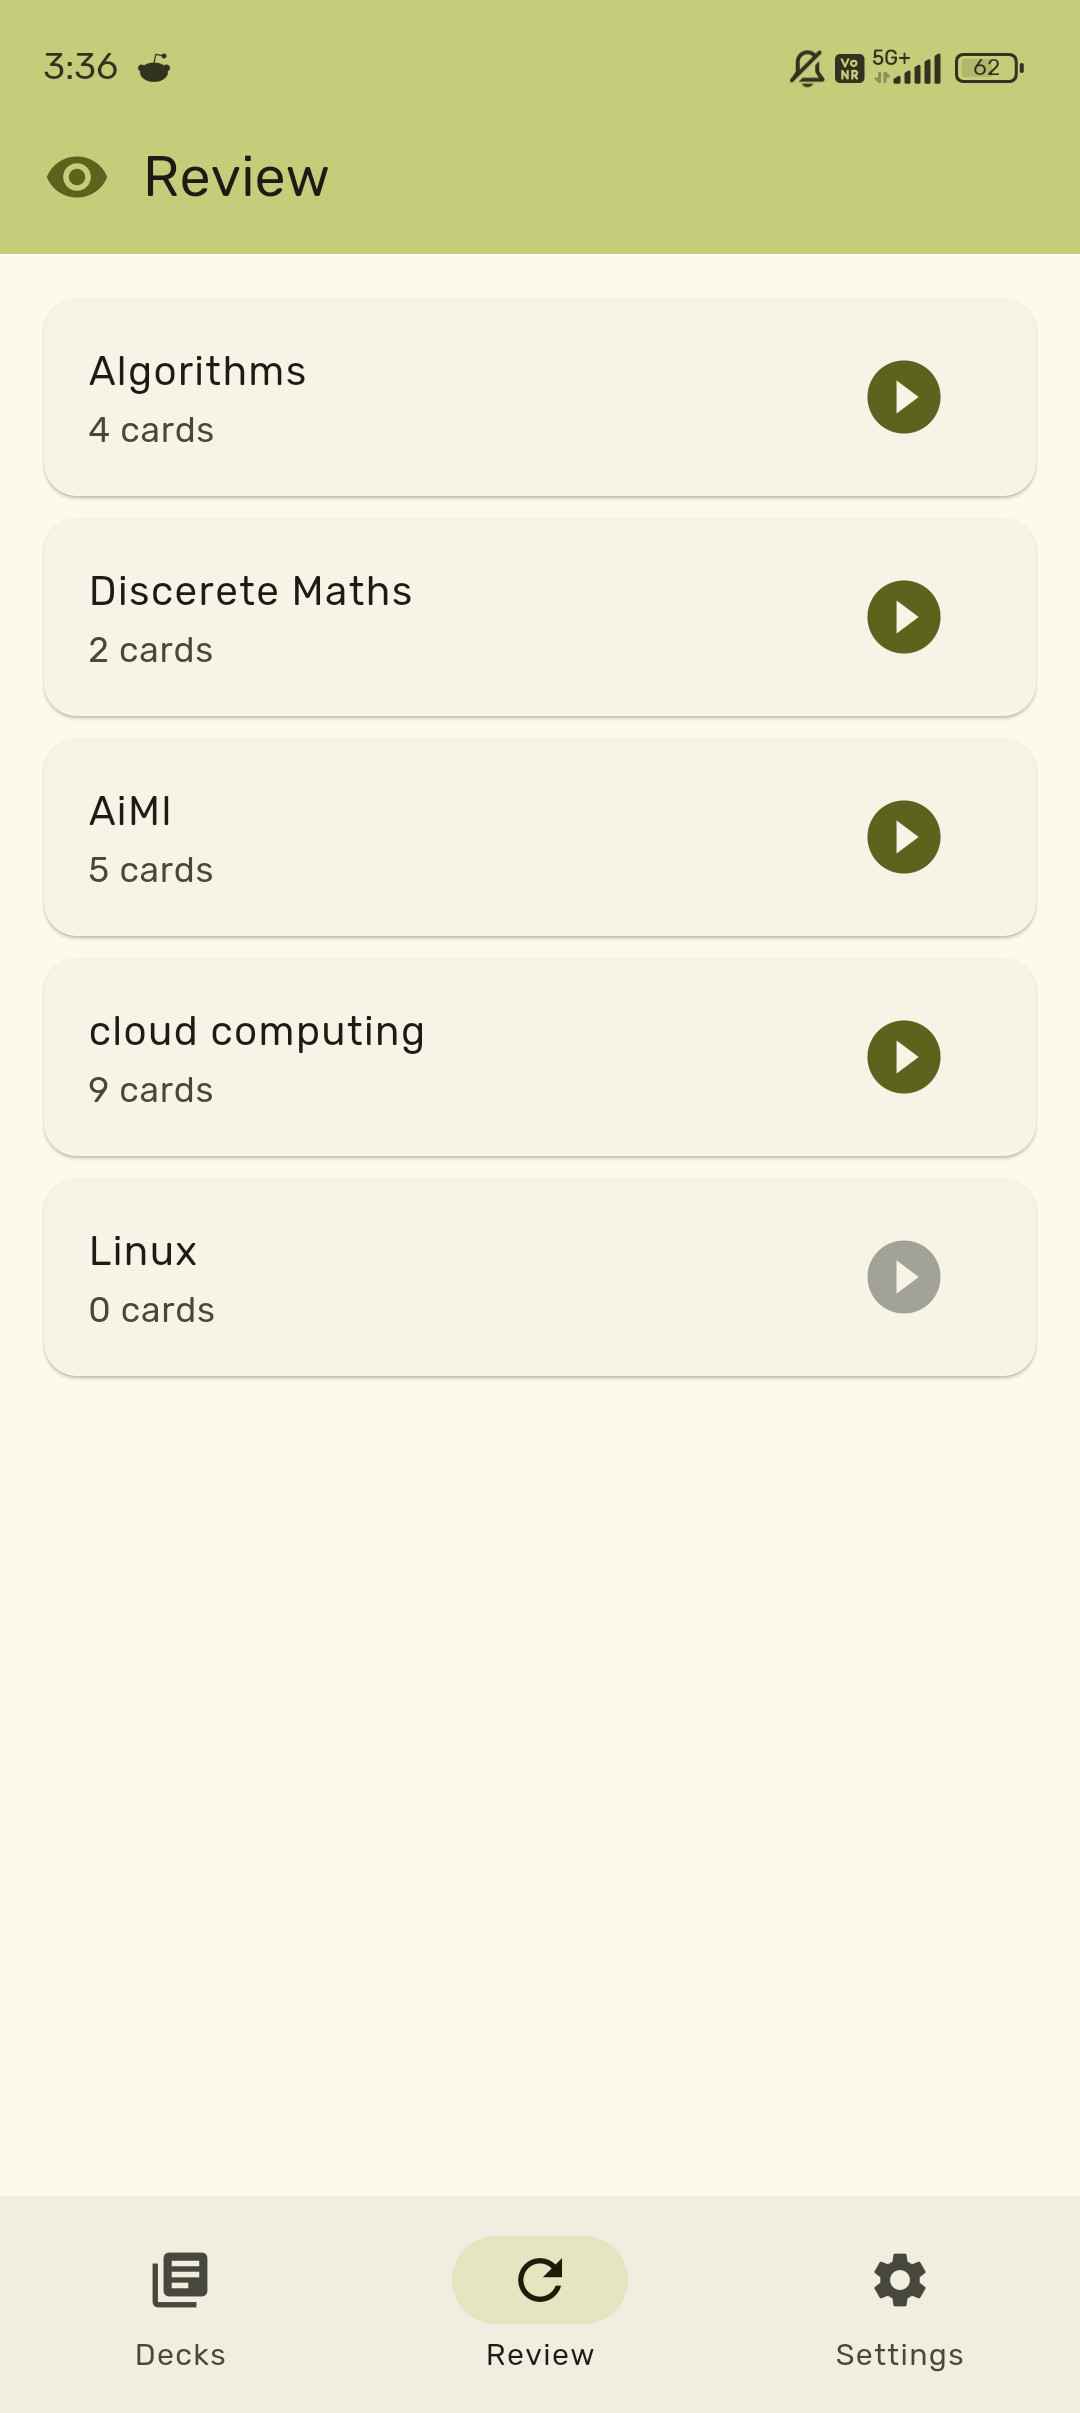 3:36
Vo
NR
5G+
62
Review
Algorithms
4 cards
Discerete Maths
2 cards
AiMl
5 cards
cloud computing
9 cards
Linux
0 cards
Decks
Review
Settings